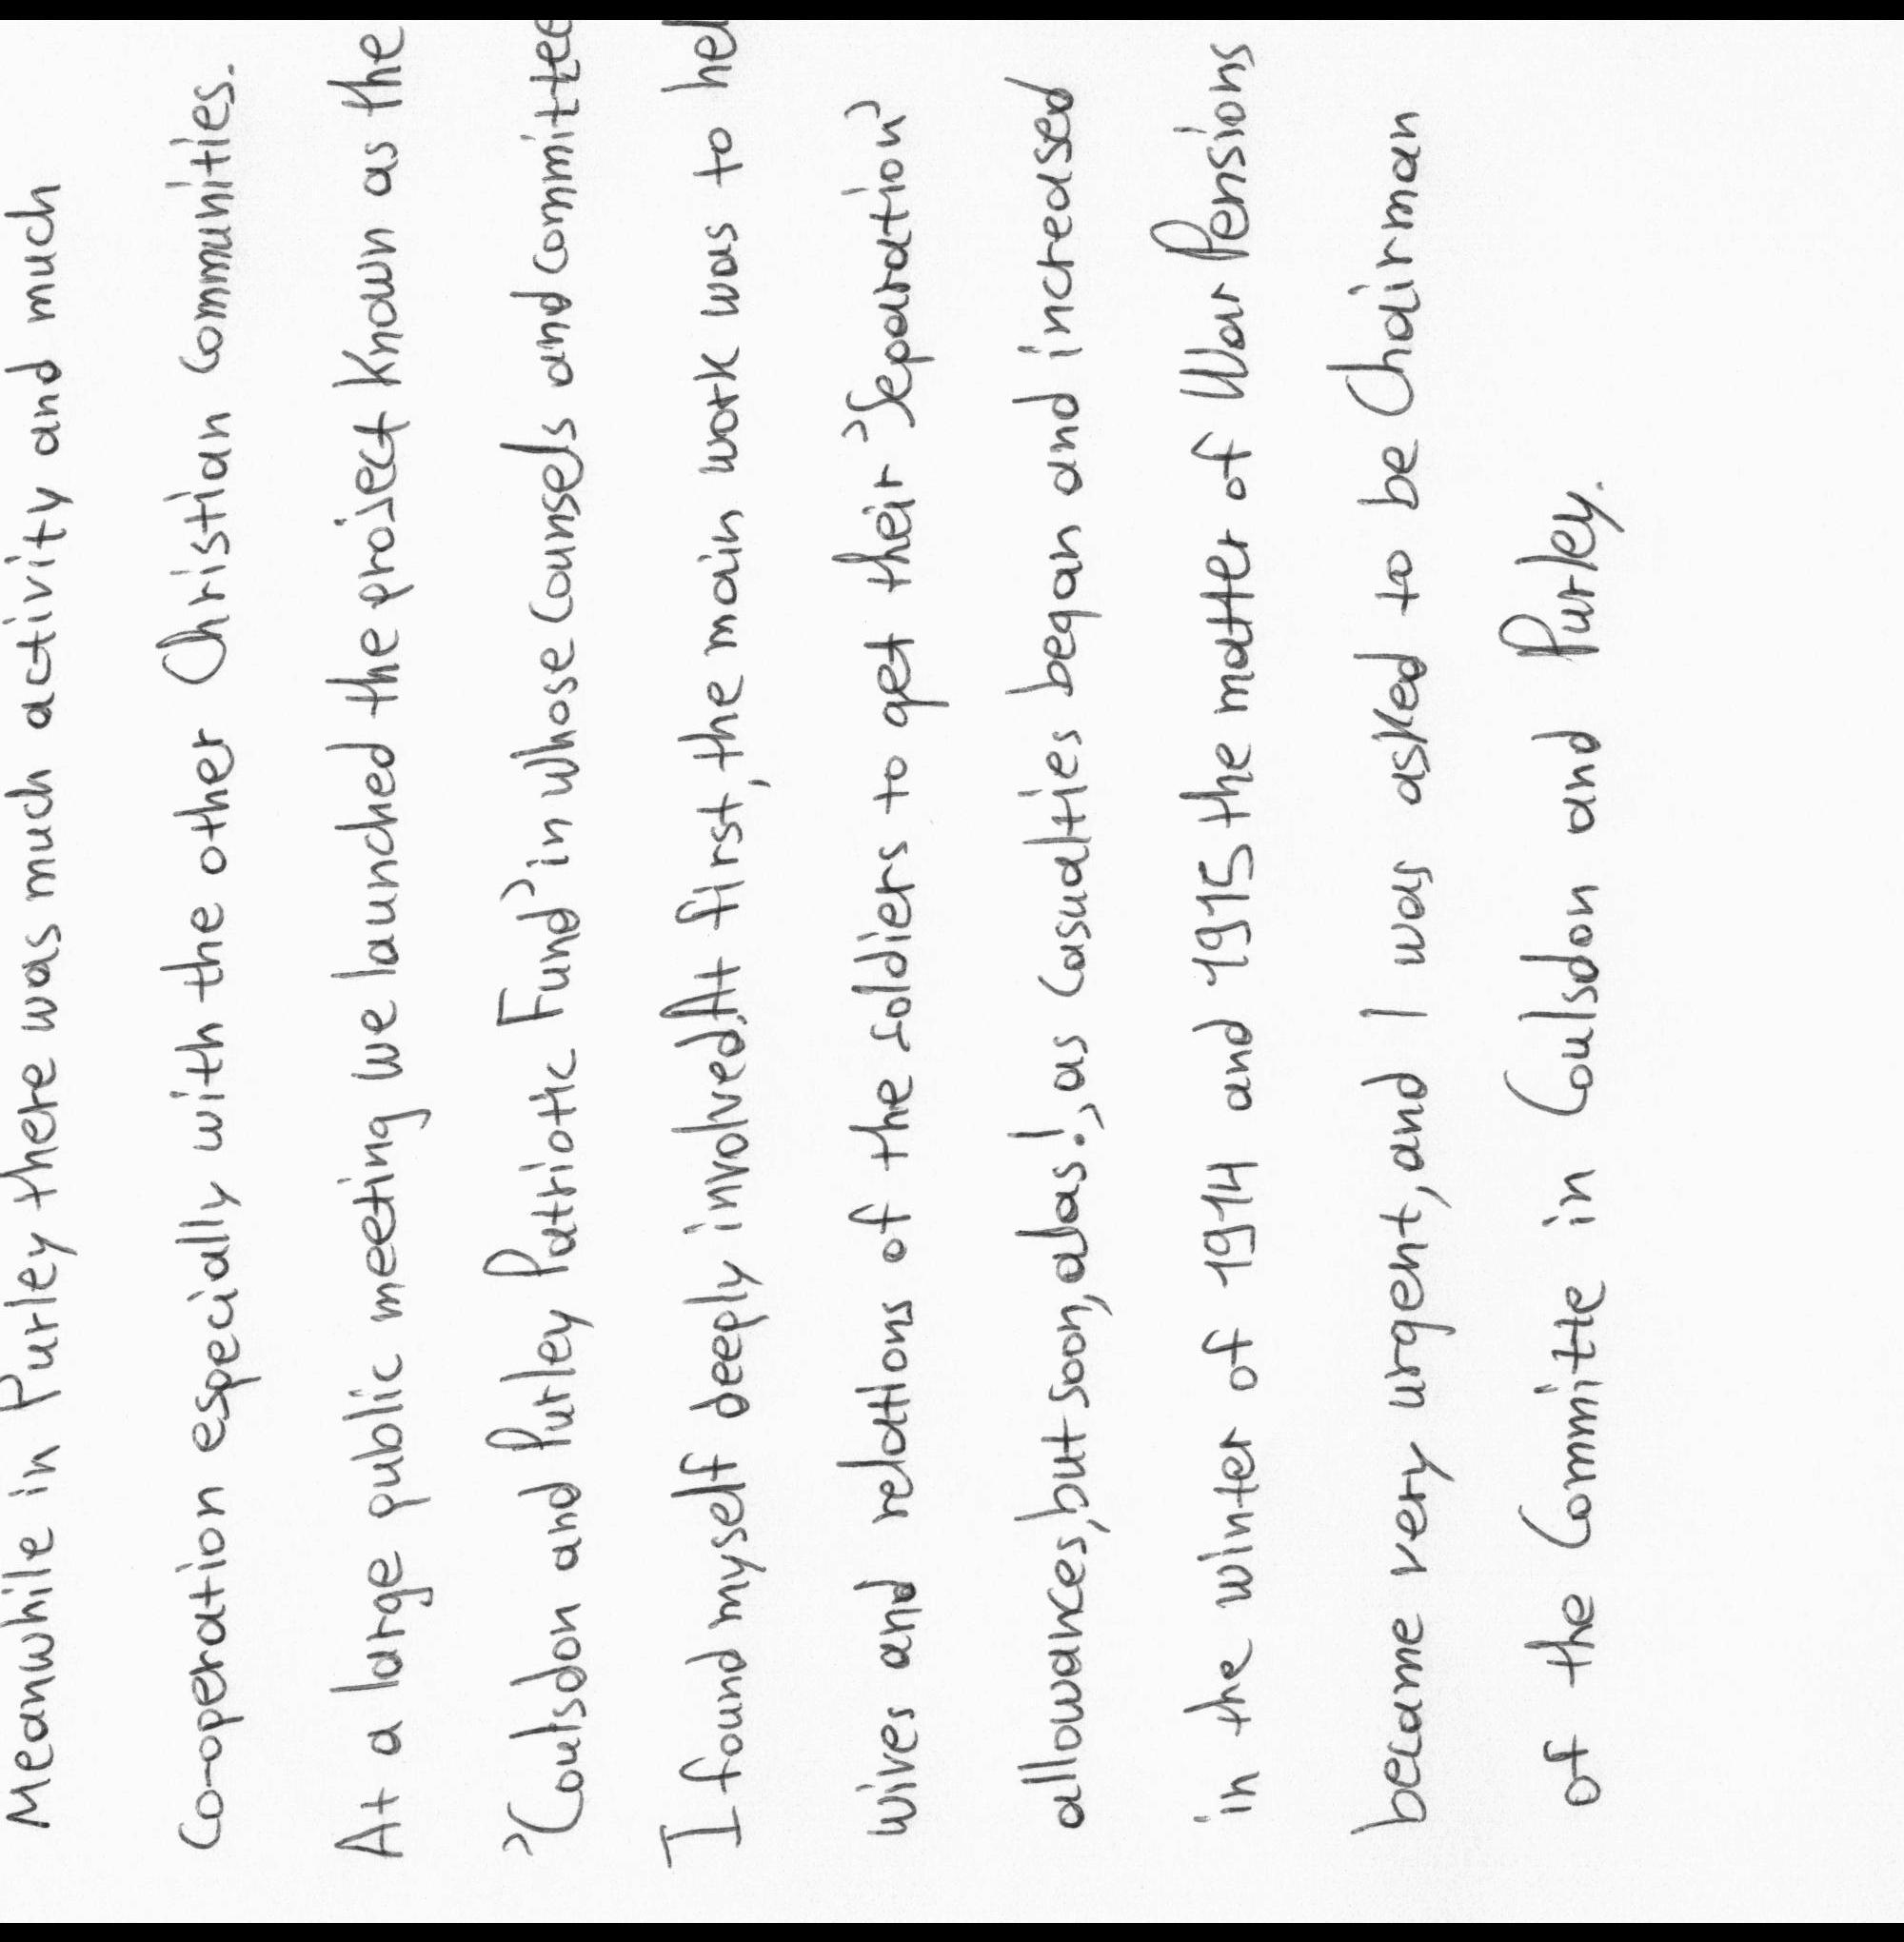 Meanwhile in Purley there was much activity and much
Co-operation especially with the other Christian Communities.
At a large public meeting we launched the project Known as the
'Coulsdon and Purley Patriotic Fund' in whose Counsels and committee
I found myself deeply involved. At first, the main work was to hel
wives and relations of the soldiers to get their 'Separation'
allowances, but soon, alas!, as Casualties began and increased
in the winter of 1914 and 1915 the matter of War Pensions
became very urgent, and I was asked to be Chairman
of the Committe in Coulsdon and Purley.